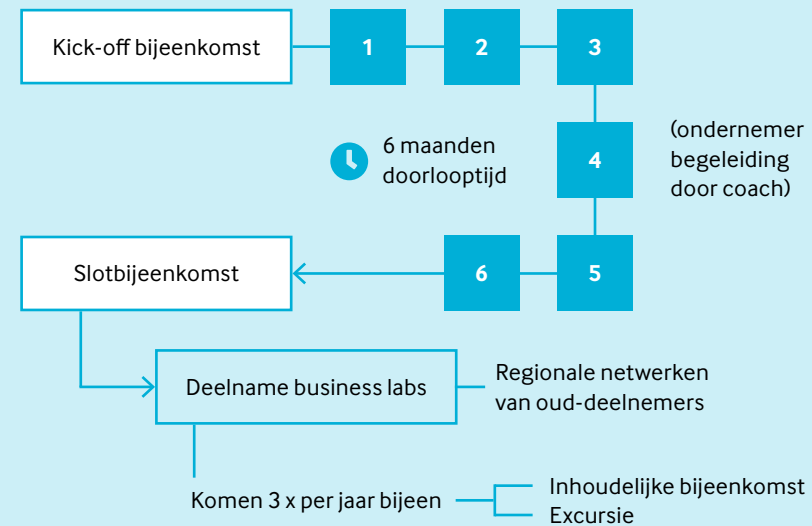 Kick-off bijeenkomst
1
2
3
6 maanden
doorlooptijd
4
(ondernemer
begeleiding
door coach)
Slotbijeenkomst
6
5
Deelname business labs
Regionale netwerken
van oud-deelnemers
Komen 3 x per jaar bijeen
Inhoudelijke bijeenkomst
Excursie